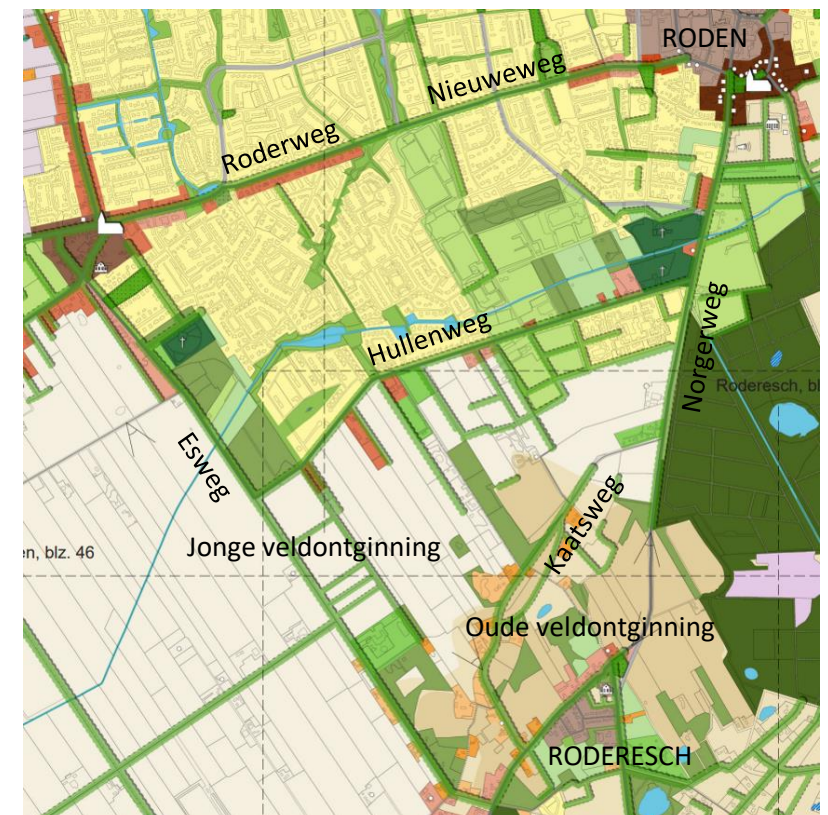 RODEN
Nieuweweg
Roderweg
Hullenweg
Norgerweg
Roderesch, bl
Esweg
Kaatsweg
en, blz. 46
Jonge veldontginning
Oude veldontginning
RODERESCH